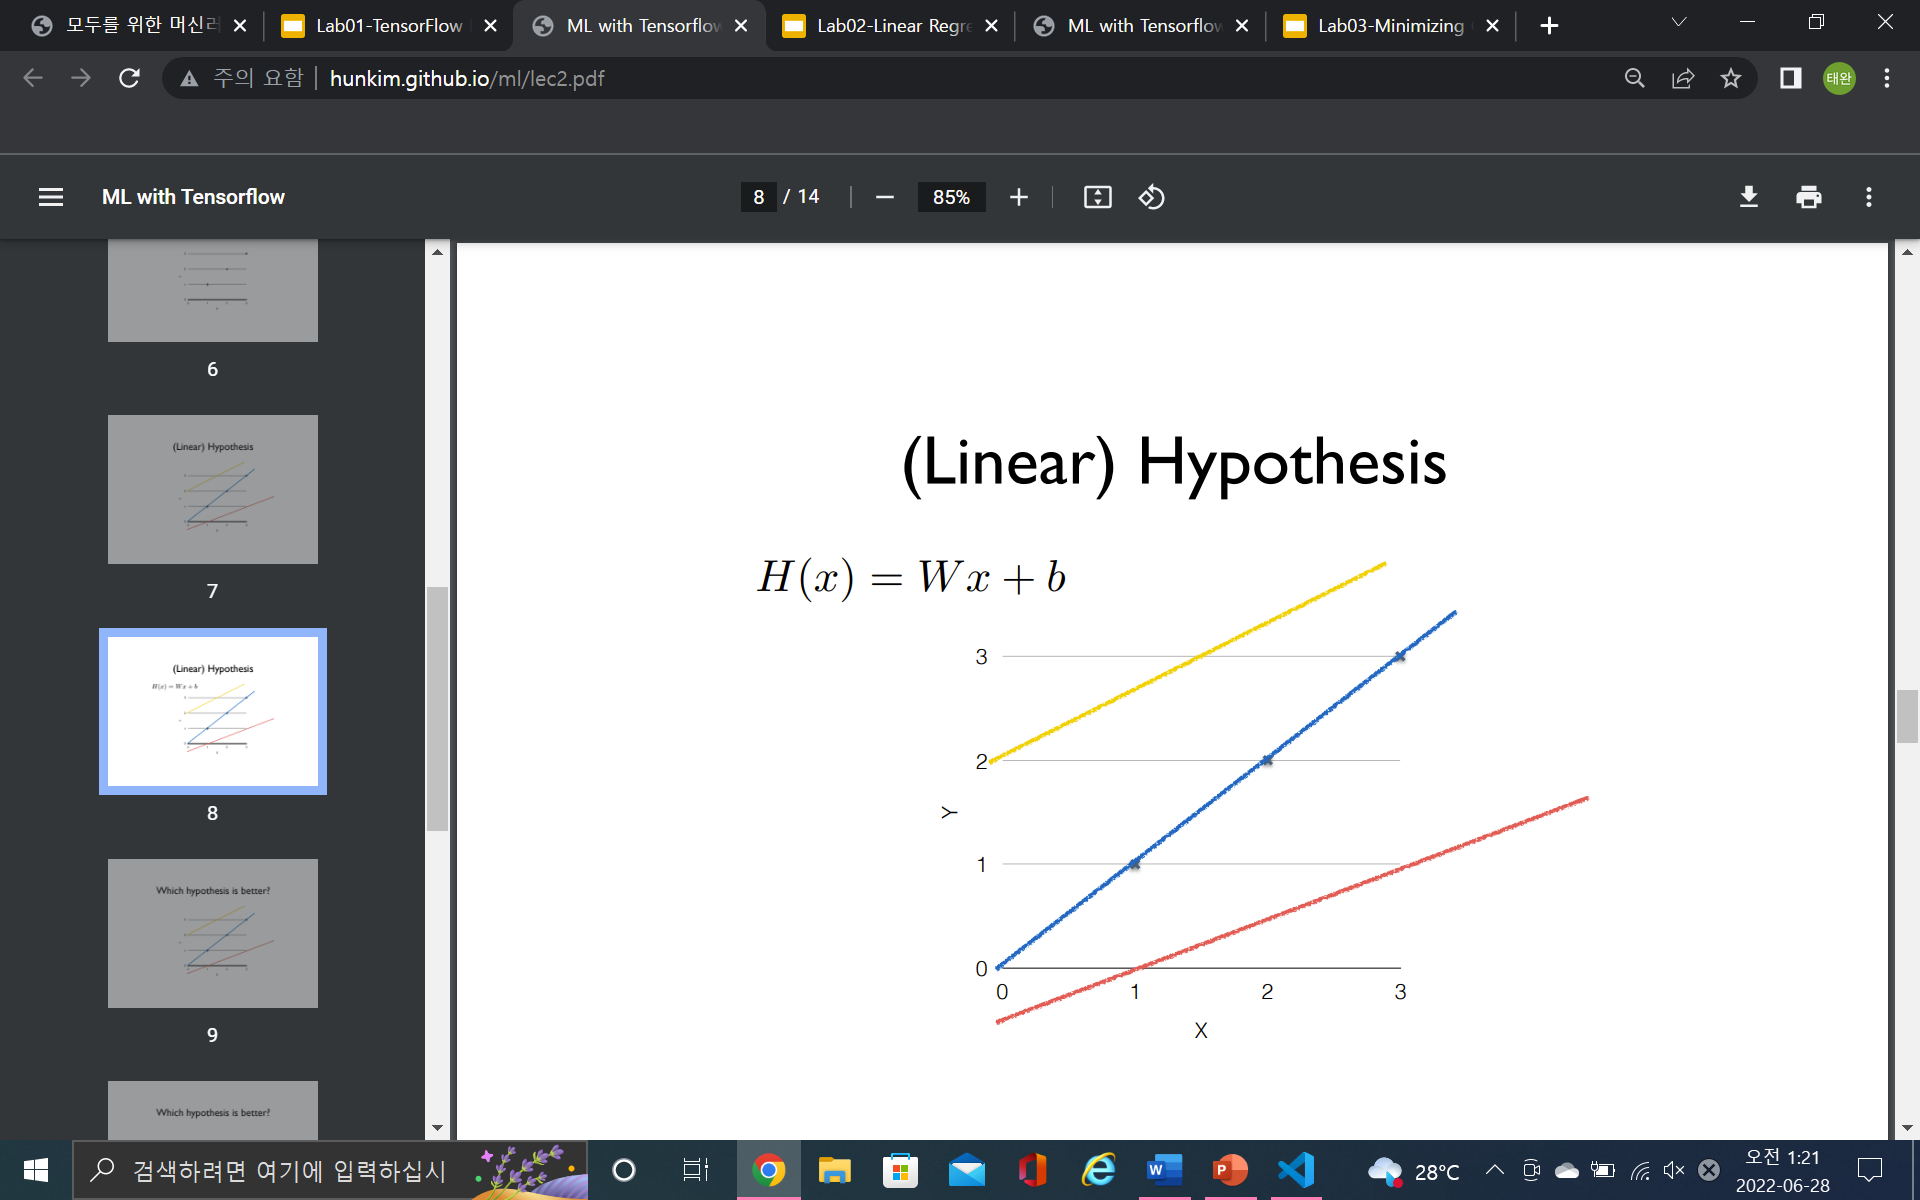 모두를 위한 머신러
Lab01-TensorFlow
ML with Tensorflow
Lab02-Linear Regre
ML with Tensorflow
Lab03-Minimizing
주의 요함
hunkim.github.io/ml/lec2.pdf
태완
ML with Tensorflow
8 / 14
85%
6
(Linear) Hypothesis
7
(Linear) Hypothesis
H(x) = Wx + b
8
Which hypothesis is better?
9
Which hypothesis is better?
(Linear) Hypothesis
H(x) = Wx + b
3
2
Y
1
0
0 1 2 3
X
검색하려면 여기에 입력하십시
28°C
오전 1:21
2022-06-28